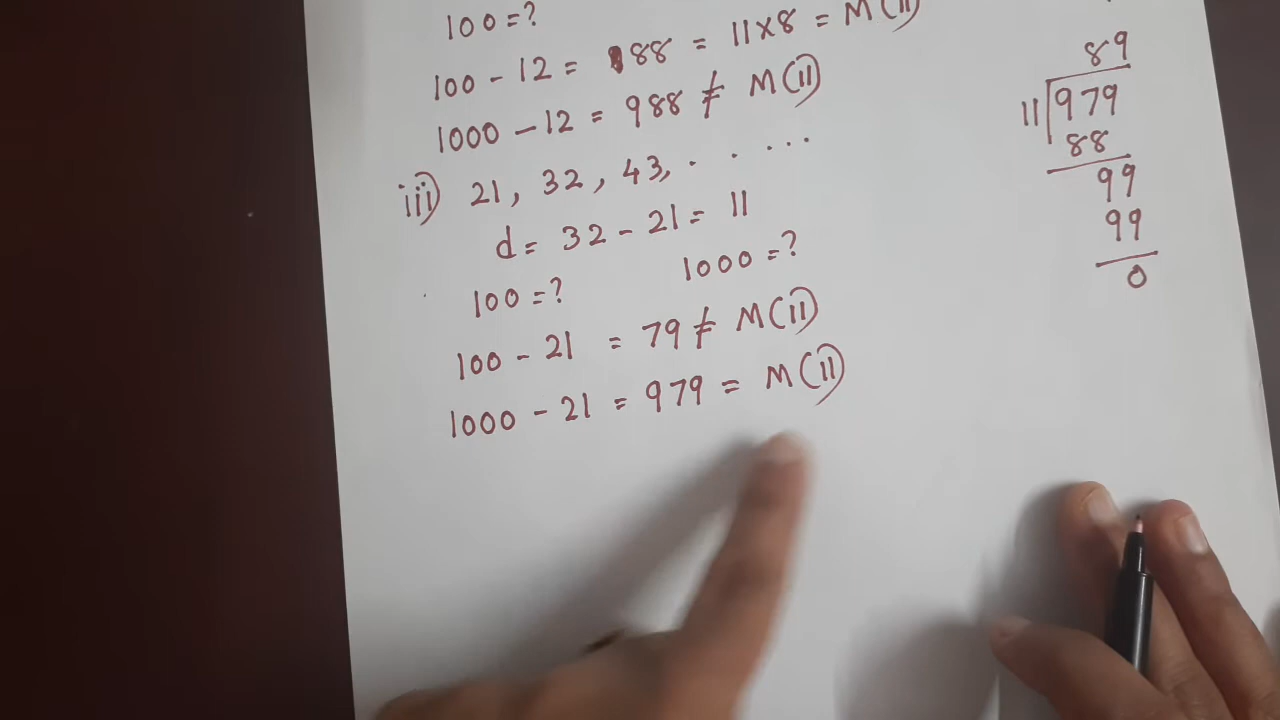 100 = ?
100 - 12 = 88 = 11 × 8 = M(11)
1000 - 12 = 988 ≠ M(11)
iii) 21, 32, 43, . . . . .
d = 32 - 21 = 11
100 = ? 1000 = ?
100 - 21 = 79 ≠ M(11)
1000 - 21 = 979 = M(11)
89
11 979
88
99
99
0